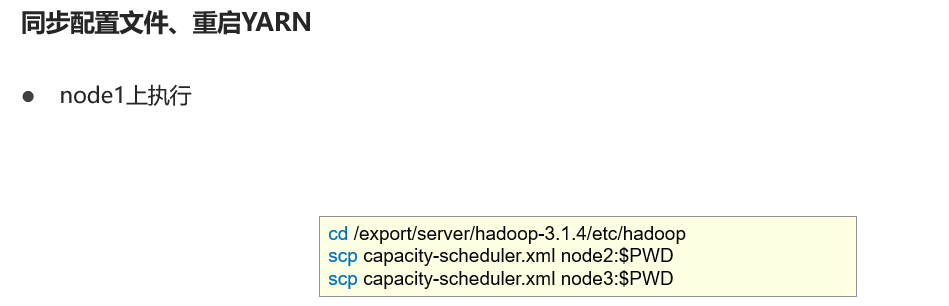 同步配置文件、重启YARN
● node1上执行
cd /export/server/hadoop-3.1.4/etc/hadoop
scp capacity-scheduler.xml node2:$PWD
scp capacity-scheduler.xml node3:$PWD